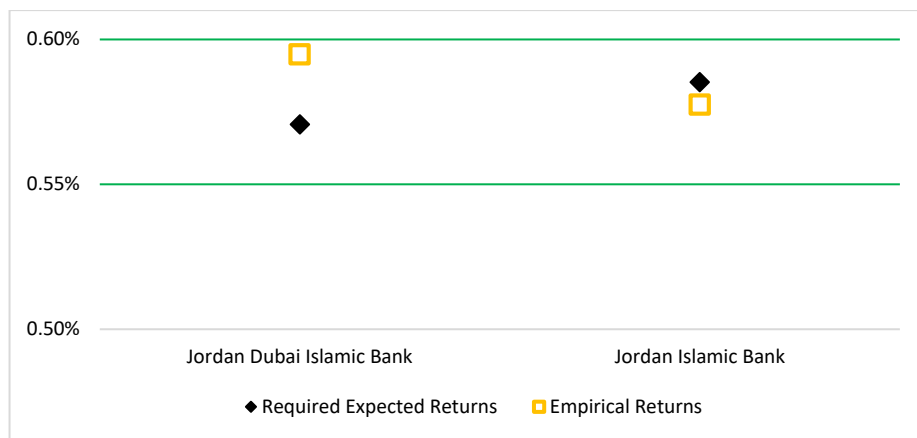 0.60%
0.55%
0.50%
Jordan Dubai Islamic Bank Jordan Islamic Bank
Required Expected Returns Empirical Returns